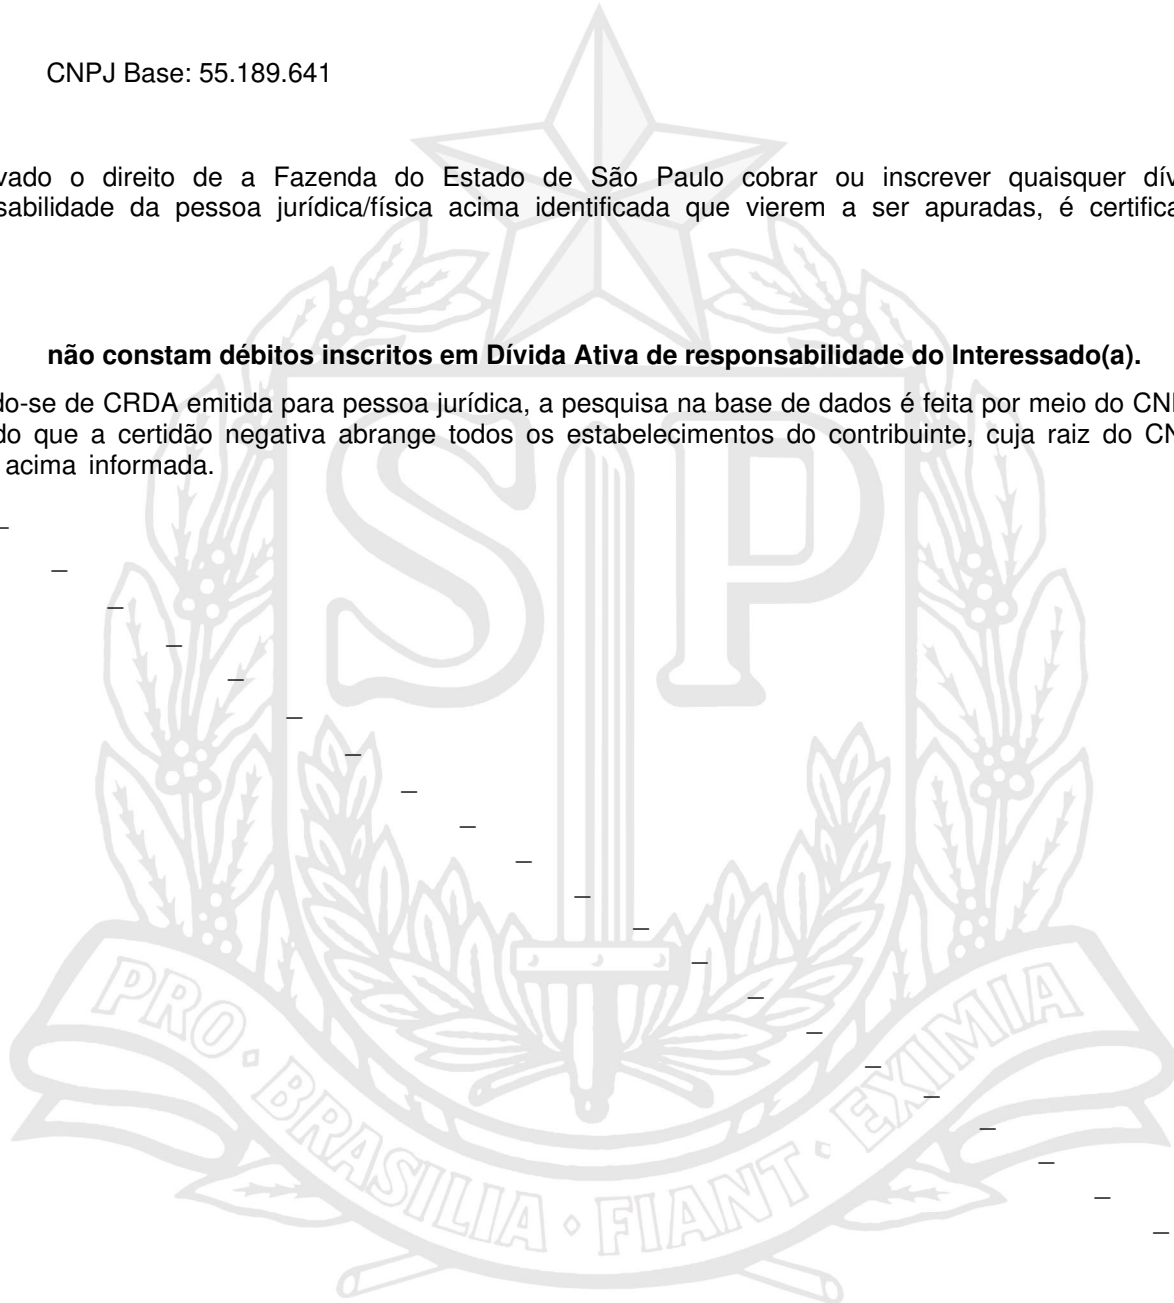 CNPJ Base: 55.189.641
vado o direito de a Fazenda do Estado de São Paulo cobrar ou inscrever quaisquer dív
sabilidade da pessoa jurídica/física acima identificada que vierem a ser apuradas, é certifica
não constam débitos inscritos em Dívida Ativa de responsabilidade do Interessado(a).
do-se de CRDA emitida para pessoa jurídica, a pesquisa na base de dados é feita por meio do CN
do que a certidão negativa abrange todos os estabelecimentos do contribuinte, cuja raiz do CN
acima informada.
SP
PRO • BRASILIA • FIANT • EXIMIA